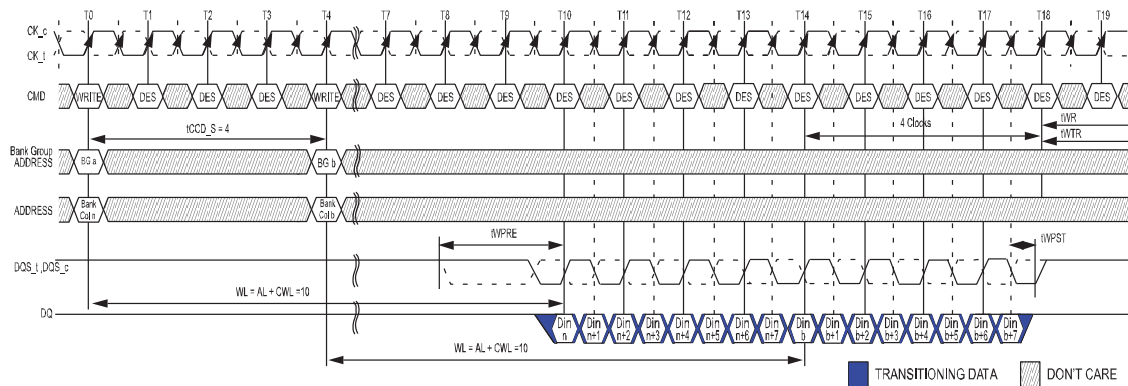 T0 T1 T2 T3 T4 T7 T8 T9 T10 T11 T12 T13 T14 T15 T16 T17 T18 T19
CK_c
CK_t
CMD WRITE DES DES DES WRITE DES DES DES DES DES DES DES DES DES DES DES DES DES
tCCD_S = 4
4 Clocks
tWR
tWTR
Bank Group
ADDRESS
BG a
BG b
ADDRESS
Bank
Col n
Bank
Col b
tWPRE
tWPST
DQS_t ,DQS_c
WL = AL + CWL =10
DQ
Din n Din n+1 Din n+2 Din n+3 Din n+4 Din n+5 Din n+6 Din n+7 Din b Din b+1 Din b+2 Din b+3 Din b+4 Din b+5 Din b+6 Din b+7
WL = AL + CWL =10
TRANSITIONING DATA
DON'T CARE